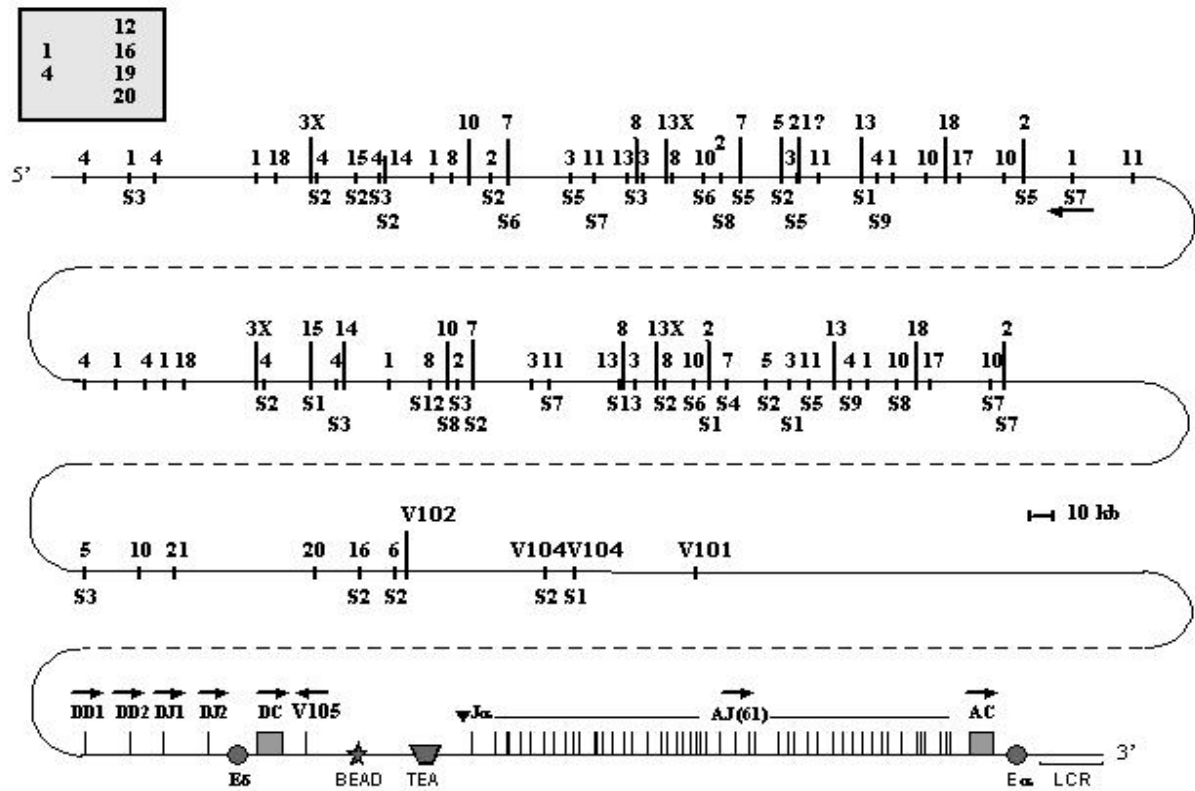 12
1 16
4 19
20
3X 10 7 8 13X 7 5 21? 13 18 2
4 1 4 1 18 4 15 4 14 1 8 2 3 11 13 3 8 10 2 3 11 4 1 10 17 10 1 11
5'
S3 S2 S2 S3 S2 S5 S3 S6 S5 S2 S1 S5 S7
S2 S6 S7 S8 S5 S9
3X 15 14 10 7 8 13X 2 13 18 2
4 1 4 1 18 4 4 1 8 2 3 11 13 3 8 10 7 5 3 11 4 1 10 17 10
S2 S1 S12 S3 S7 S13 S2 S6 S4 S2 S5 S9 S8 S7
S3 S8 S2 S1 S1 S7
V102
10 kb
5 10 21 20 16 6 V104 V104 V101
S3 S2 S2 S2 S1
DD1 DD2 DJ1 DJ2 DC V105 Jα AJ(61) AC
3'
Eδ BEAD TEA Eα LCR